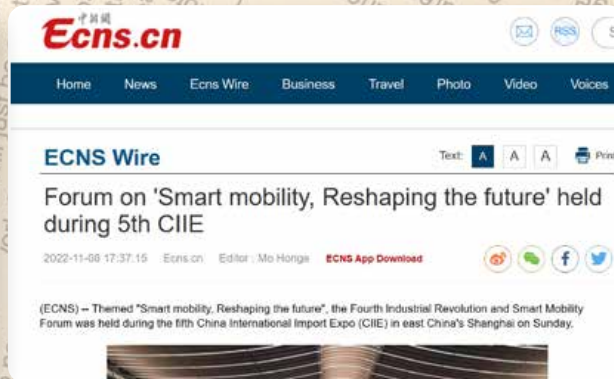 中新网
Ecns.cn
RSS
Home News Ecns Wire Business Travel Photo Video Voices
ECNS Wire
Text: A A A Print
Forum on 'Smart mobility, Reshaping the future' held
during 5th CIIE
2022-11-08 17:37:15 Ecns.cn Editor : Mo Honge ECNS App Download
(ECNS) -- Themed "Smart mobility, Reshaping the future", the Fourth Industrial Revolution and Smart Mobility
Forum was held during the fifth China International Import Expo (CIIE) in east China's Shanghai on Sunday.